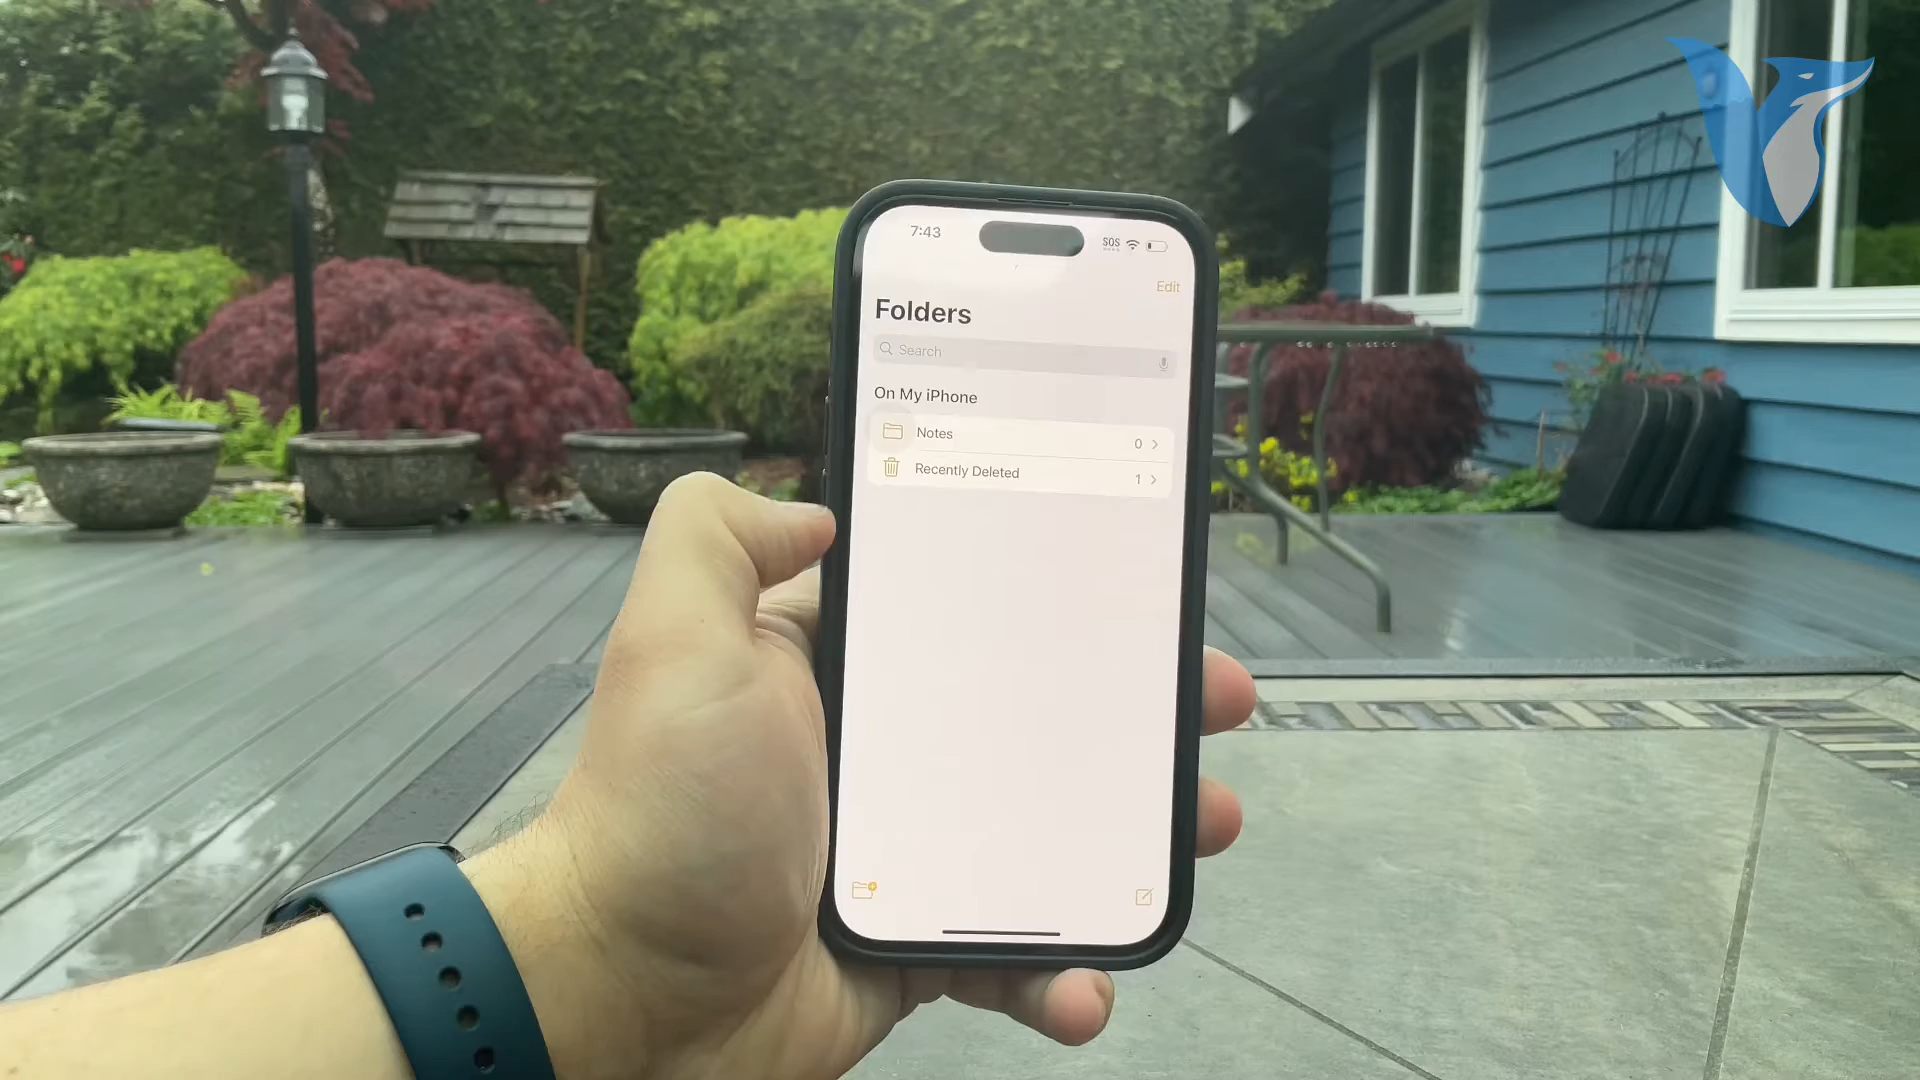 7:43
SOS
Edit
Folders
Search
On My iPhone
Notes
0
Recently Deleted
1